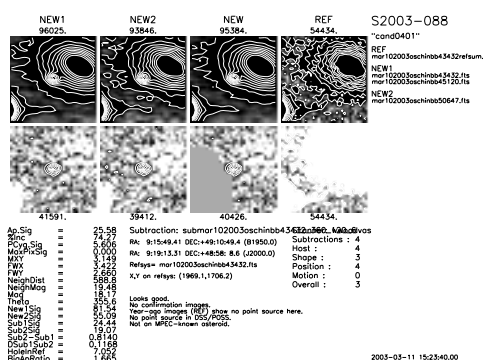 NEW1 NEW2 NEW REF S2003-088
96025. 93846. 95384. 54434.
"cand0401"
REF
mar102003oschinbb43432refsum.
NEW1
mar102003oschinbb43432.fts
mar102003oschinbb45120.fts
NEW2
mar102003oschinbb50647.fts
41591. 39412. 40426. 54434.
Ap.Sig = 25.58
%Inc = 74.27
PCyg.Sig = 5.606
MaxPixSig = 0.000
MXY = 3.149
FWX = 3.422
FWY = 2.660
NeighDist = 588.8
NeighMag = 19.48
Mag = 18.17
Theta = 355.6
New1Sig = 81.54
New2Sig = 55.09
Sub1Sig = 24.44
Sub2Sig = 19.07
Sub2-Sub1 = 0.8140
DSub1Sub2 = 0.1168
HoleInRef = 7.052
BigApRatio = 1.665
Subtraction: submar102003oschinbb43432
RA: 9:15:49.41 DEC:+49:10:49.4 (B1950.0)
RA: 9:19:13.31 DEC:+48:58: 8.6 (J2000.0)
Refsys= mar102003oschinbb43432.fts
X,Y on refsys: (1969.1,1706.2)
Looks good.
No confirmation images.
Year-ago images (REF) show no point source here.
No point source in DSS/POSS.
Not an MPEC-known asteroid.
Subtractions : 4
Host : 4
Shape : 3
Position : 4
Motion : 0
Overall : 3
2003-03-11 15:23:40.00